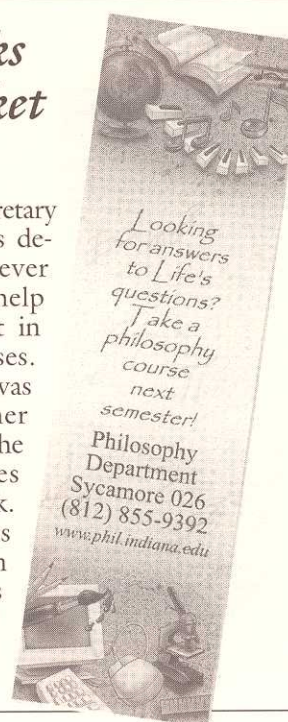 ks
ket
retary
s de-
ever
help
t in
ses.
was
her
he
es
k.
s
n
s
Looking
for answers
to Life's
questions?
Take a
philosophy
course
next
semester!
Philosophy
Department
Sycamore 026
(812) 855-9392
www.phil.indiana.edu